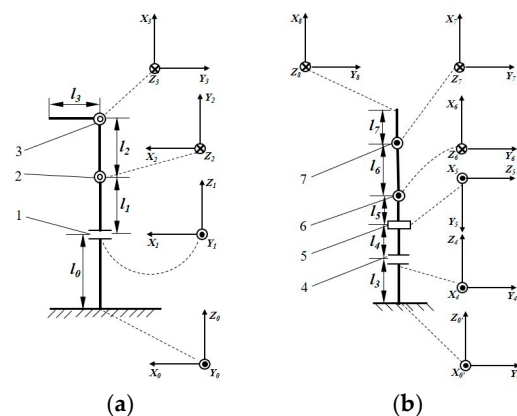 X₃
Z₃
Y₃
l₃
3
Y₂
X₂
Z₂
l₂
2
Z₁
l₁
1
X₁
Y₁
l₀
Z₀
X₀
Y₀
(a)
X₈
Z₈
Y₈
X₇
Z₇
Y₇
l₇
7
X₆
Z₆
Y₆
l₆
X₅
Z₅
6
l₅
Y₅
5
l₄
Z₄
4
X₄
Y₄
l₃
Z₀'
X₀'
Y
(b)